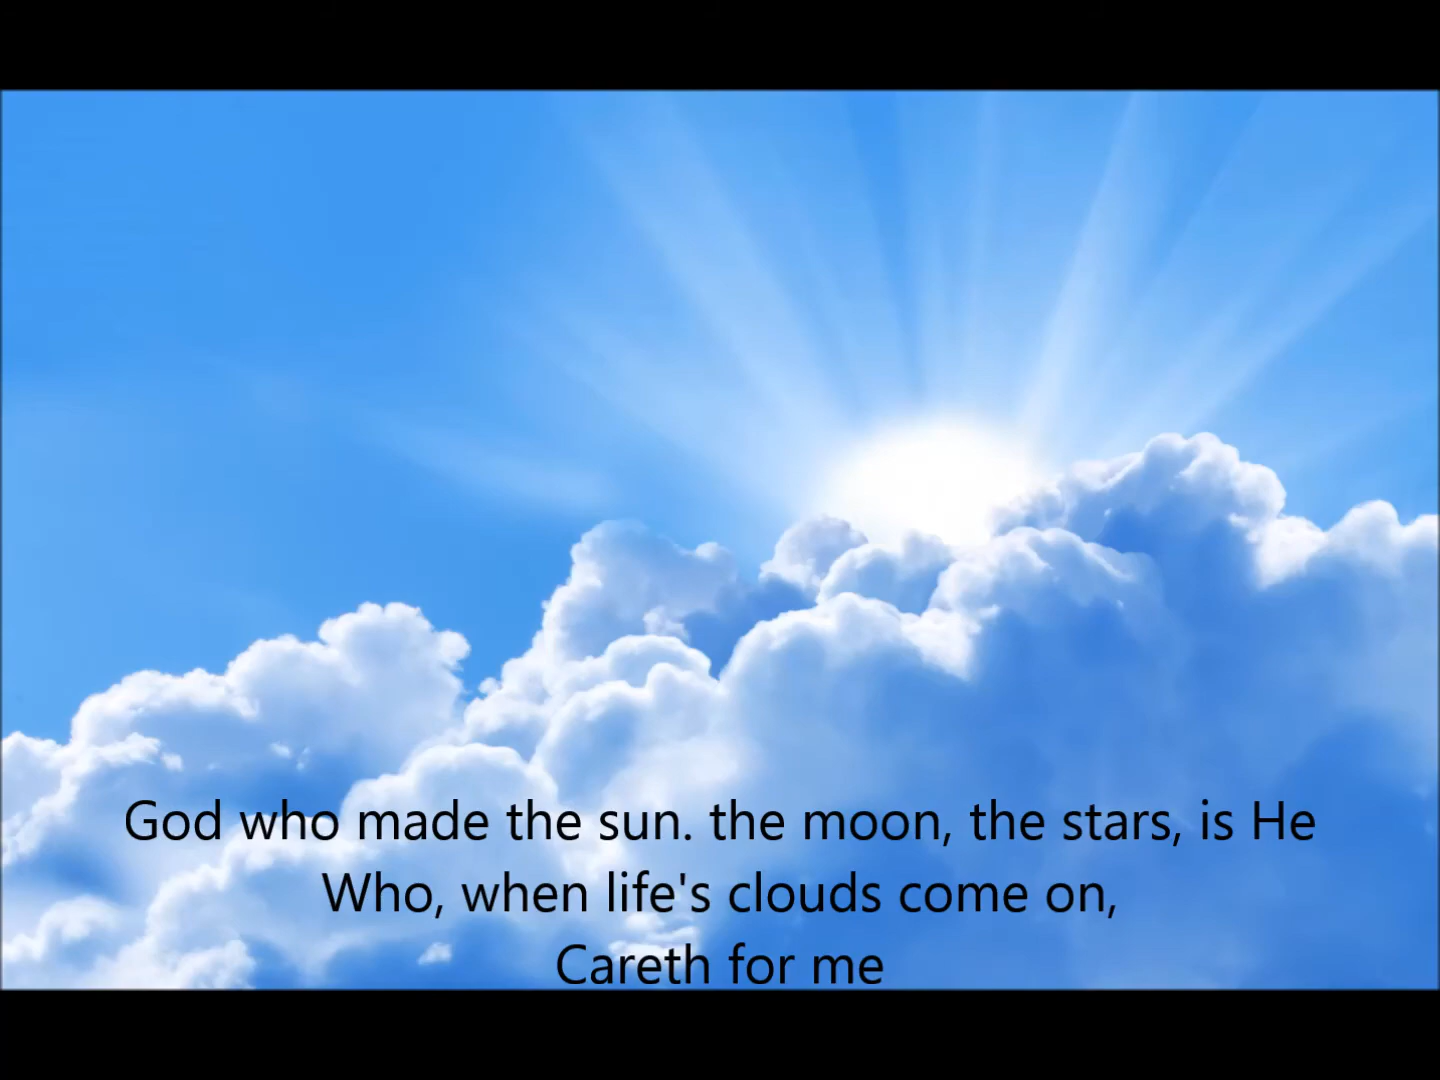 God who made the sun. the moon, the stars, is He
Who, when life's clouds come on,
Careth for me